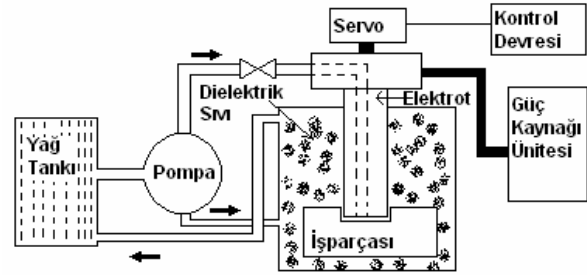 Servo
Kontrol
Devresi
Dielektrik
Sıvı
Elektrot
Güç
Kaynağı
Ünitesi
Yağ
Tankı
Pompa
İşparçası